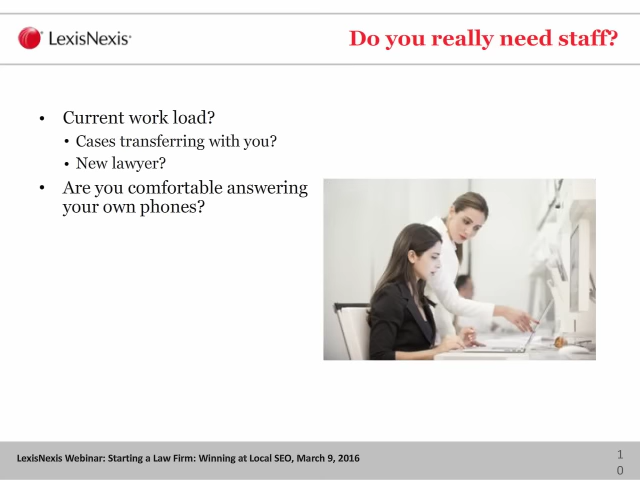 LexisNexis®
Do you really need staff?
• Current work load?
• Cases transferring with you?
• New lawyer?
• Are you comfortable answering
your own phones?
LexisNexis Webinar: Starting a Law Firm: Winning at Local SEO, March 9, 2016
1
0